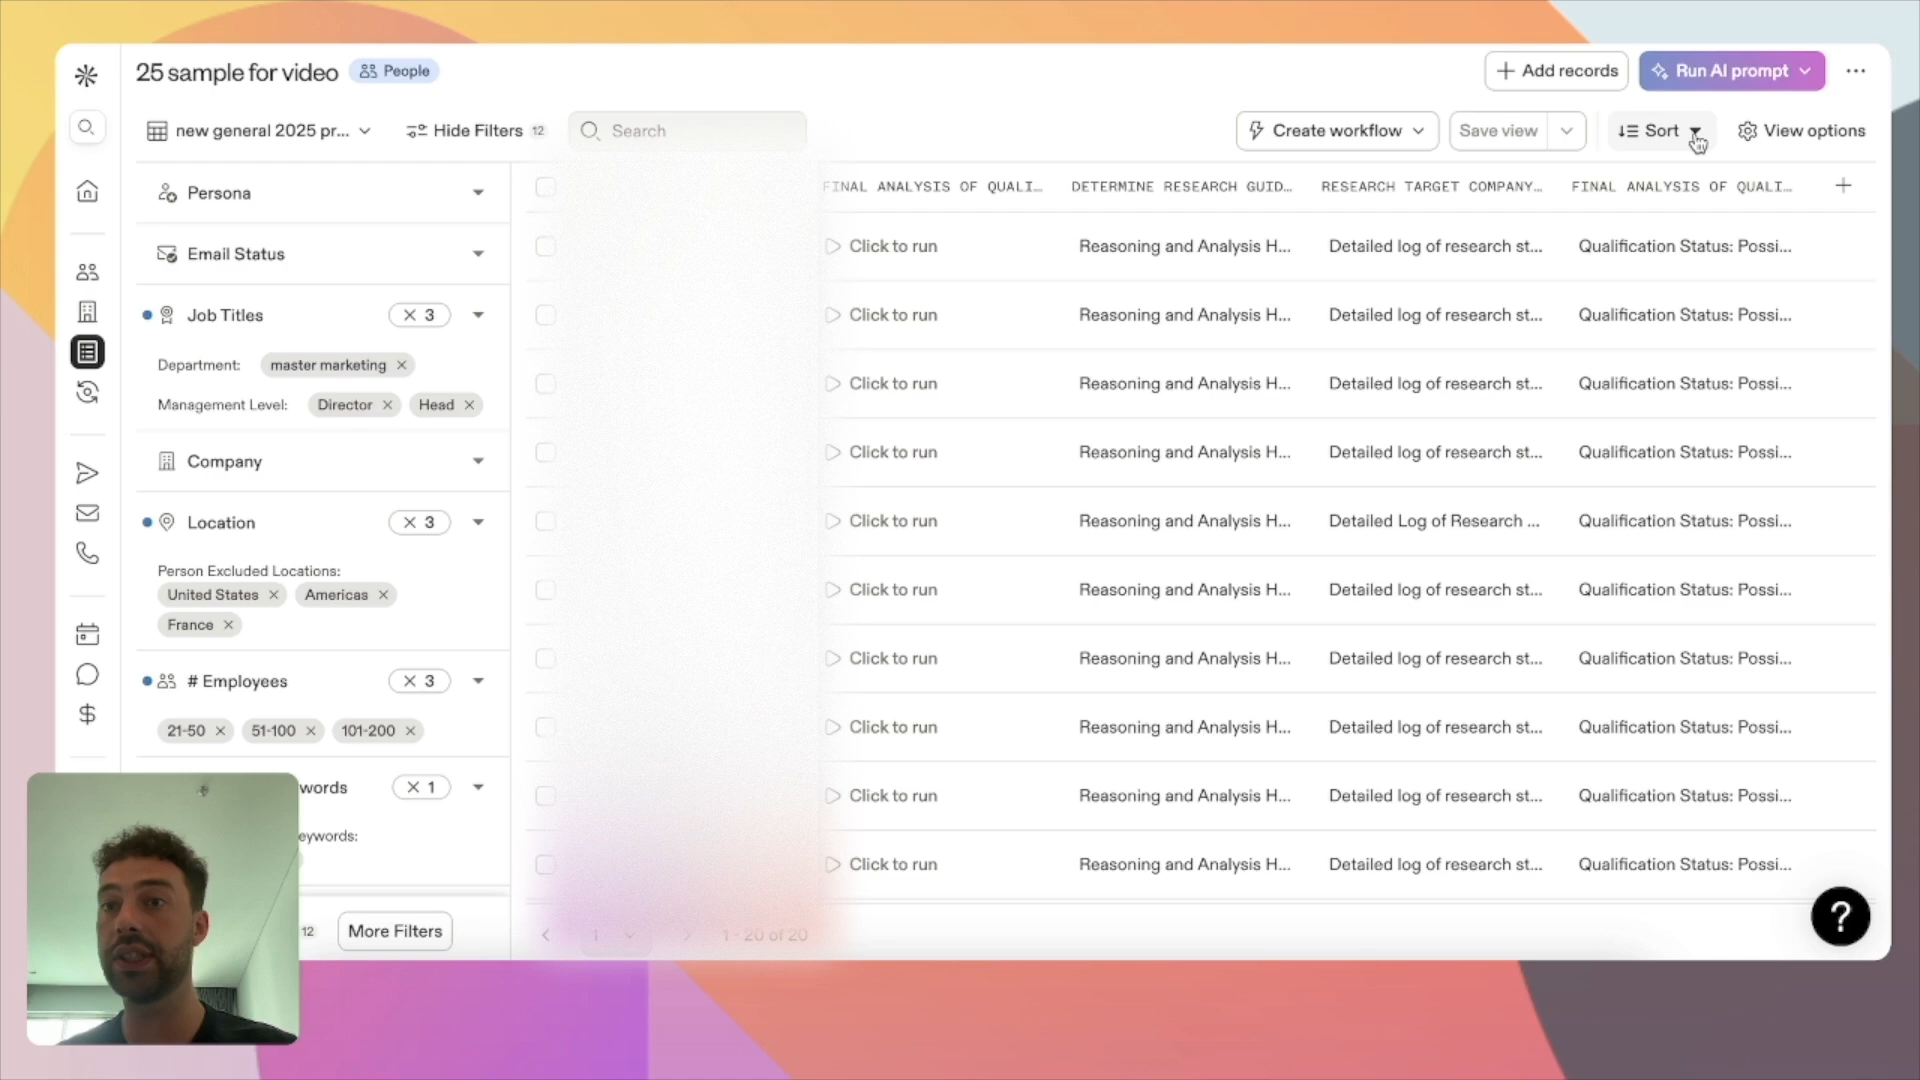 25 sample for video
People
Add records
Run AI prompt
new general 2025 pr...
Hide Filters 12
Search
Create workflow
Save view
Sort
View options
Persona
Email Status
Job Titles
3
Department: master marketing
Management Level: Director Head
Company
Location
3
Person Excluded Locations:
United States Americas
France
# Employees
3
21-50 51-100 101-200
words
1
eywords:
12
More Filters
FINAL ANALYSIS OF QUALI... DETERMINE RESEARCH GUID... RESEARCH TARGET COMPANY... FINAL ANALYSIS OF QUALI...
Click to run Reasoning and Analysis H... Detailed log of research st... Qualification Status: Possi...
Click to run Reasoning and Analysis H... Detailed log of research st... Qualification Status: Possi...
Click to run Reasoning and Analysis H... Detailed log of research st... Qualification Status: Possi...
Click to run Reasoning and Analysis H... Detailed log of research st... Qualification Status: Possi...
Click to run Reasoning and Analysis H... Detailed Log of Research ... Qualification Status: Possi...
Click to run Reasoning and Analysis H... Detailed log of research st... Qualification Status: Possi...
Click to run Reasoning and Analysis H... Detailed log of research st... Qualification Status: Possi...
Click to run Reasoning and Analysis H... Detailed log of research st... Qualification Status: Possi...
Click to run Reasoning and Analysis H... Detailed log of research st... Qualification Status: Possi...
Click to run Reasoning and Analysis H... Detailed log of research st... Qualification Status: Possi...
1
1 - 20 of 20
?